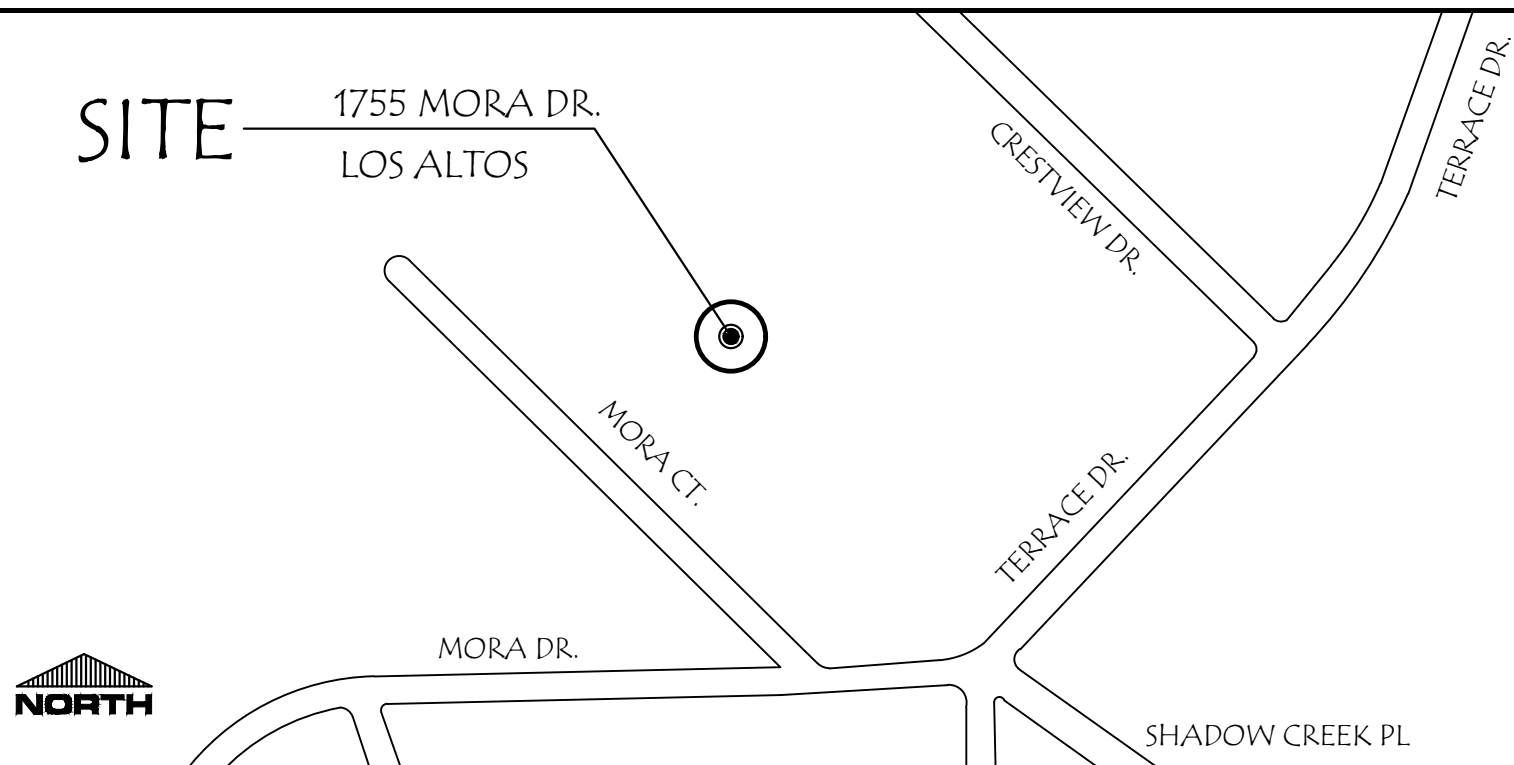 SITE
1755 MORA DR.
LOS ALTOS
CRESTVIEW DR.
TERRACE DR.
MORA CT.
TERRACE DR.
MORA DR.
NORTH
SHADOW CREEK PL